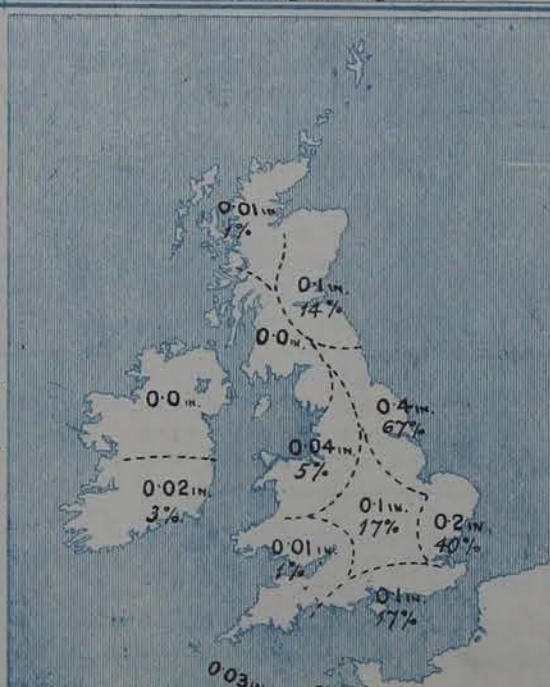 0.01 IN.
1%
0.1 IN.
14%
0.0 IN.
0.0 IN.
0.4 IN.
67%
0.04 IN.
5%
0.02 IN.
3%
0.1 IN.
17%
0.2 IN.
40%
0.01 IN.
1%
0.1 IN.
17%
0.03 IN.